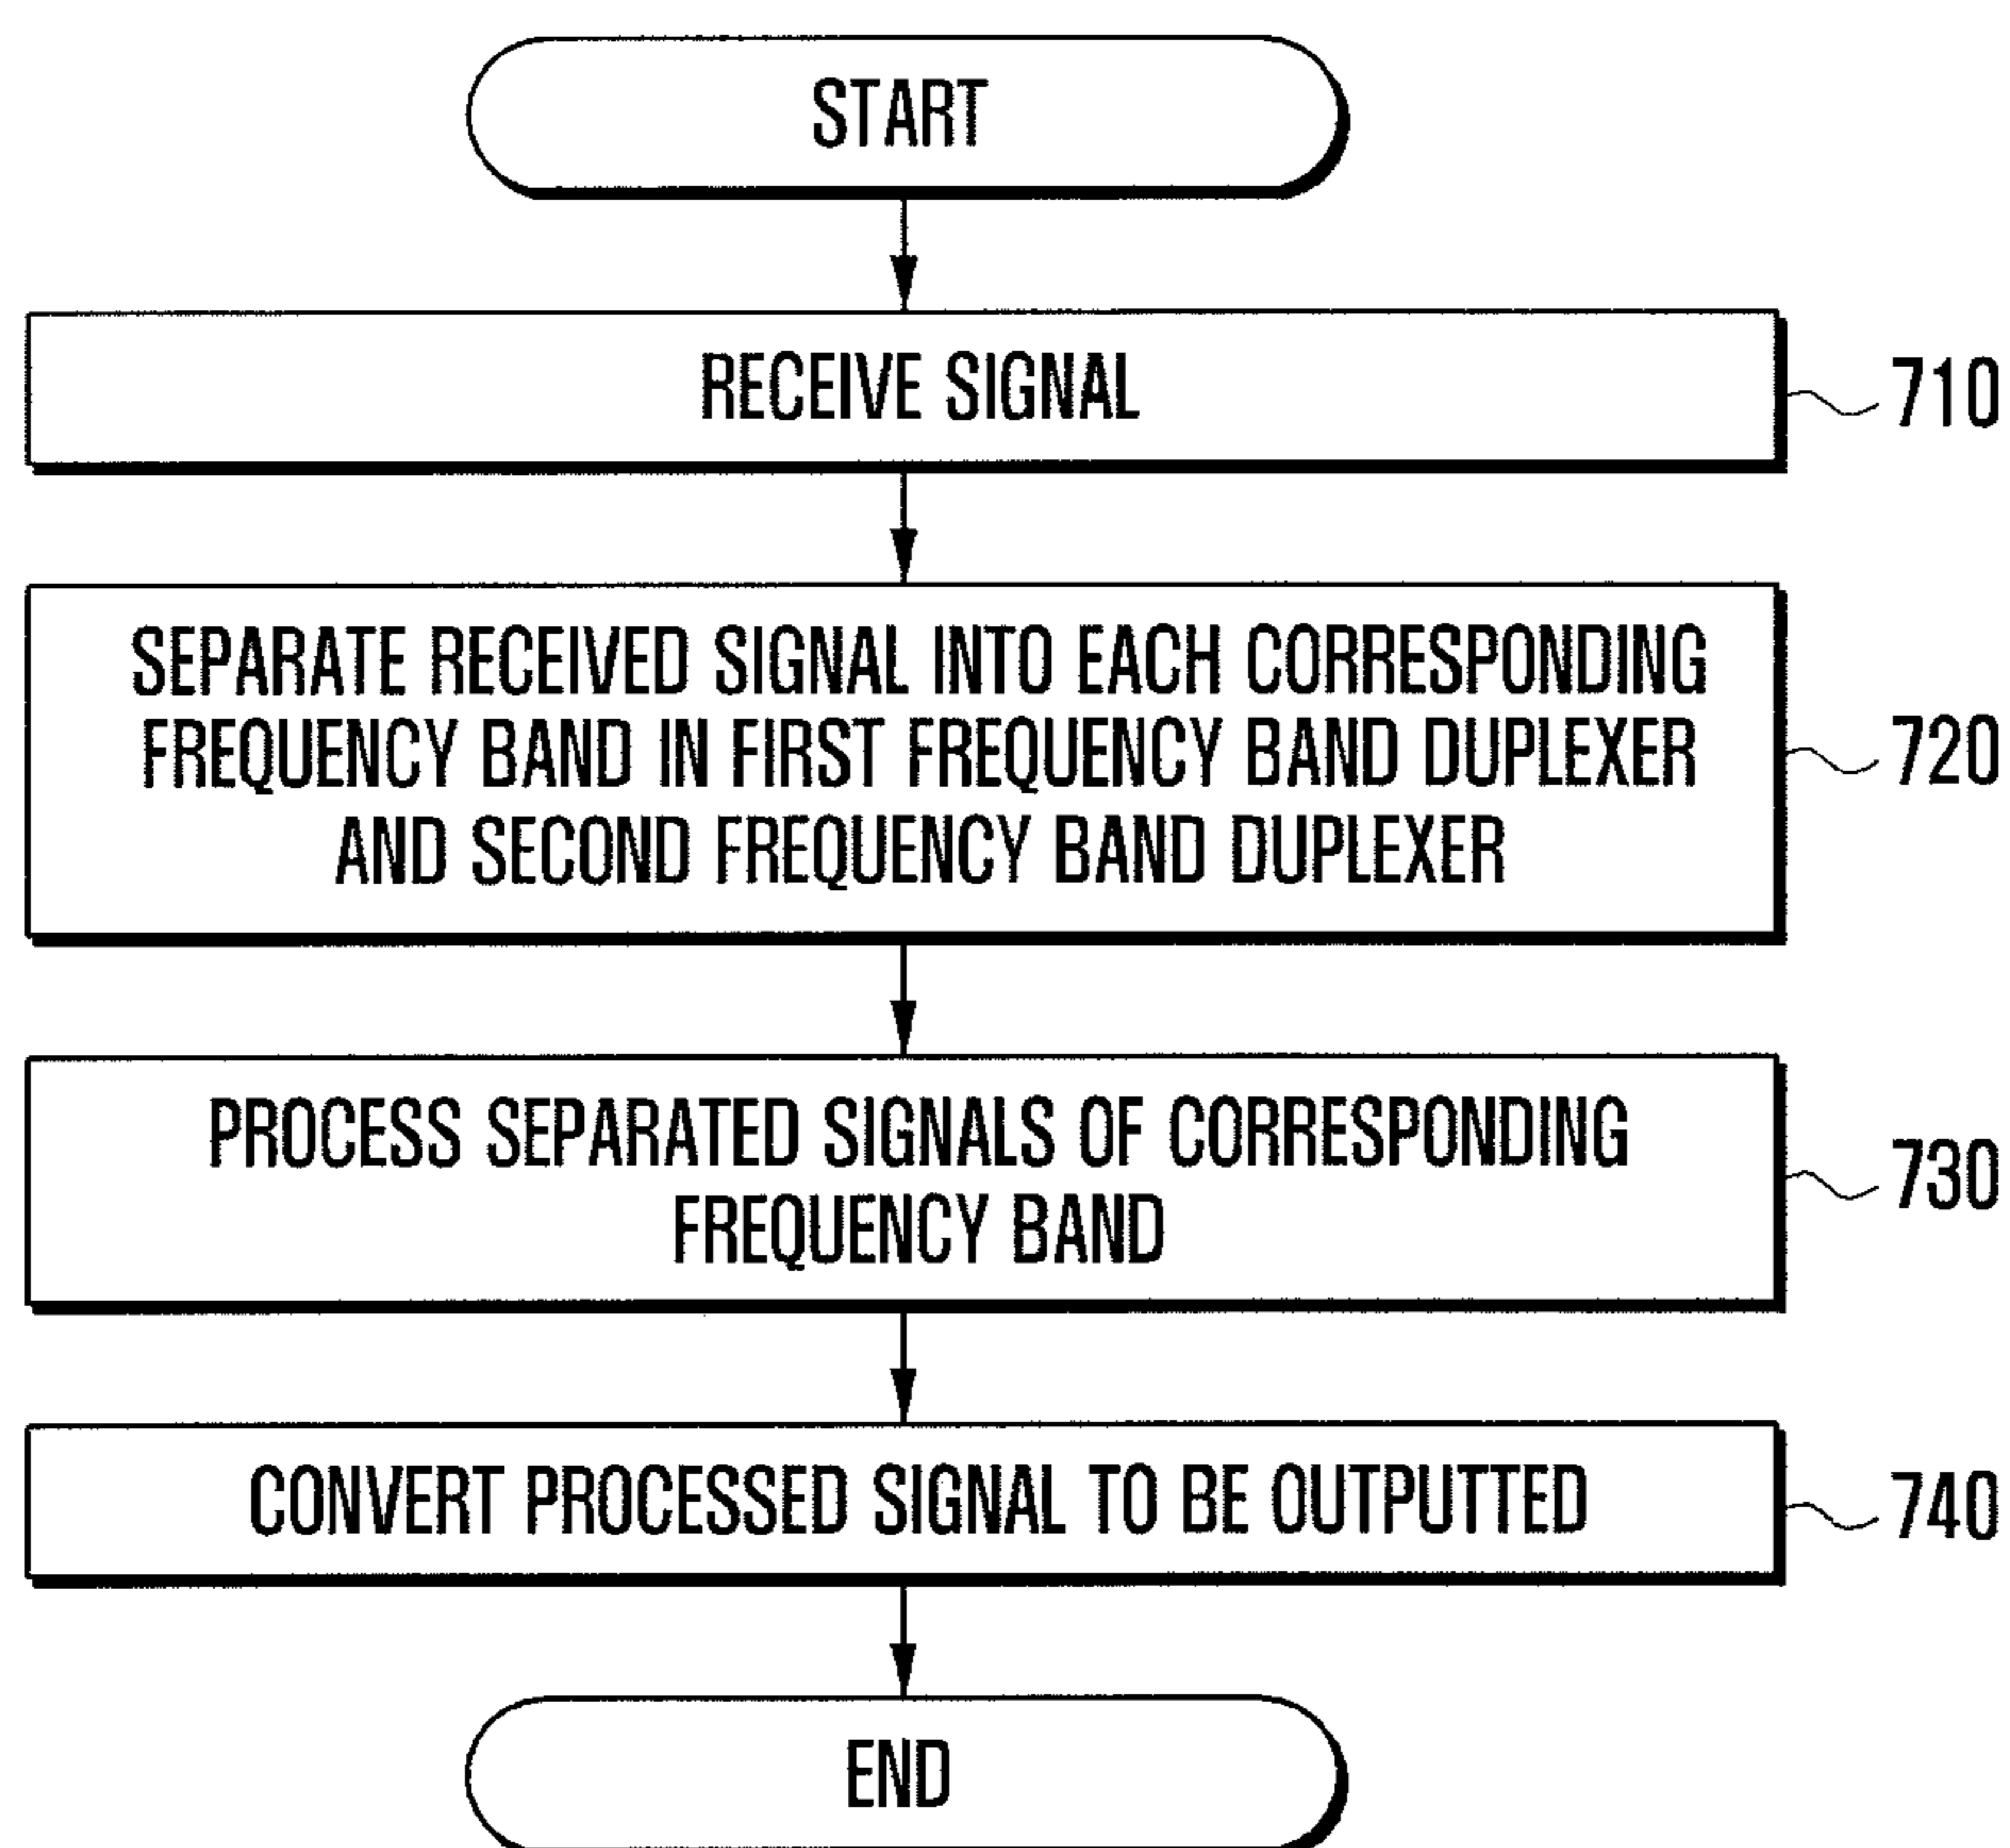 START
RECEIVE SIGNAL
710
SEPARATE RECEIVED SIGNAL INTO EACH CORRESPONDING
FREQUENCY BAND IN FIRST FREQUENCY BAND DUPLEXER
AND SECOND FREQUENCY BAND DUPLEXER
720
PROCESS SEPARATED SIGNALS OF CORRESPONDING
FREQUENCY BAND
730
CONVERT PROCESSED SIGNAL TO BE OUTPUTTED
740
END